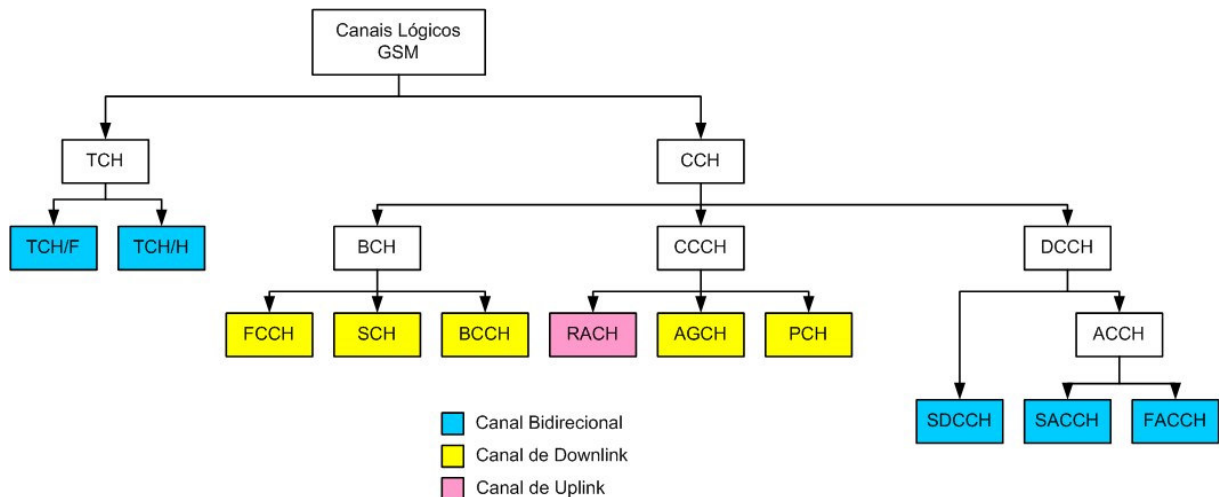 Canais Lógicos
GSM
TCH
CCH
TCH/F
TCH/H
BCH
CCCH
DCCH
FCCH
SCH
BCCH
RACH
AGCH
PCH
ACCH
SDCCH
SACCH
FACCH
Canal Bidirecional
Canal de Downlink
Canal de Uplink